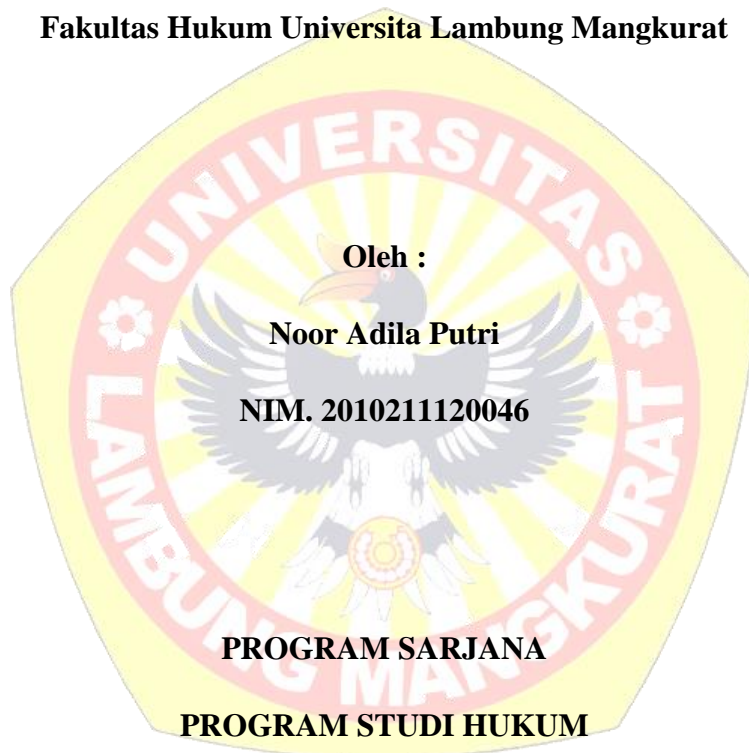 Fakultas Hukum Universita Lambung Mangkurat
UNIVERSITAS
Oleh :
Noor Adila Putri
NIM. 2010211120046
LAMBUNG MANGKURAT
PROGRAM SARJANA
PROGRAM STUDI HUKUM